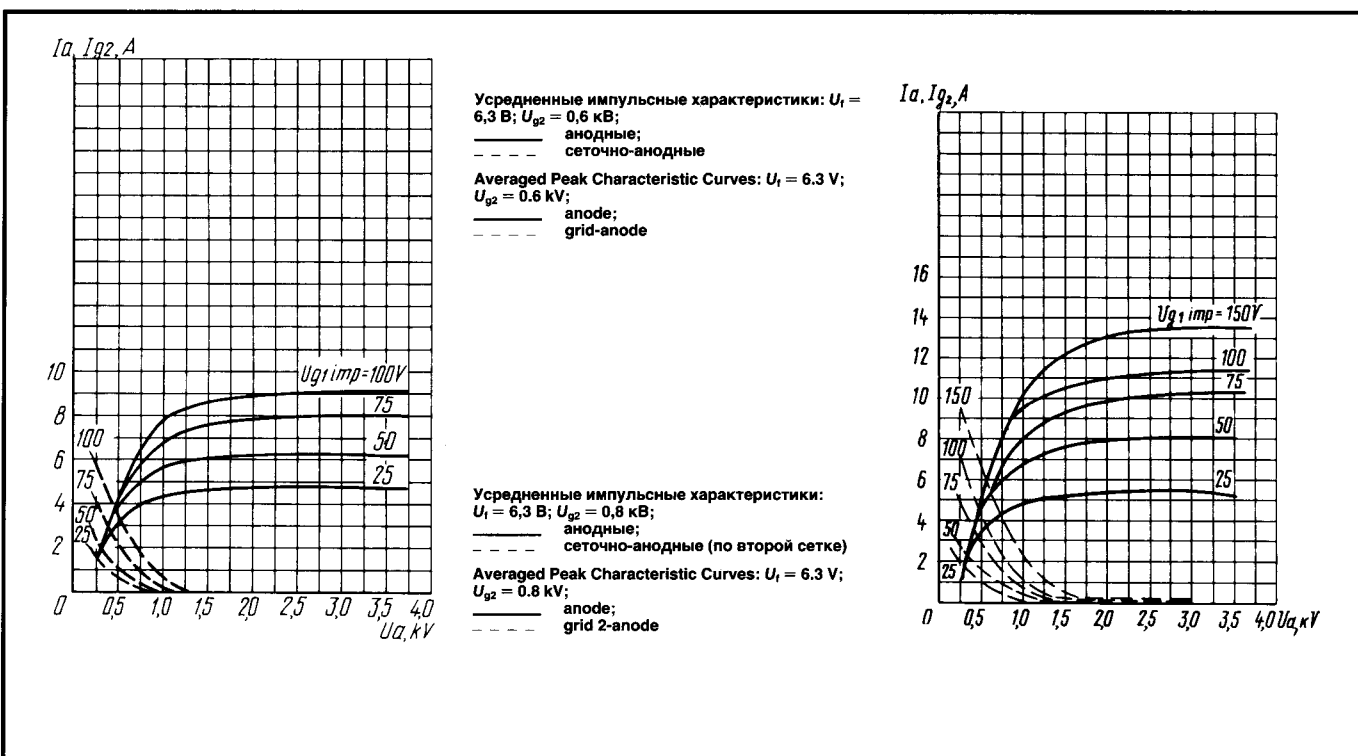 Ia, Ig2, A
10
8
6
4
2
0
0,5
1,0
1,5
2,0
2,5
3,0
3,5
4,0
Ua, kV
Ug1 imp=100V
75
50
25
100
75
50
25
Усредненные импульсные характеристики: Uf =
6,3 В; Ug2 = 0,6 кВ;
анодные;
сеточно-анодные
Averaged Peak Characteristic Curves: Uf = 6.3 V;
Ug2 = 0.6 kV;
anode;
grid-anode
Усредненные импульсные характеристики:
Uf = 6,3 В; Ug2 = 0,8 кВ;
анодные;
сеточно-анодные (по второй сетке)
Averaged Peak Characteristic Curves: Uf = 6.3 V;
Ug2 = 0.8 kV;
anode;
grid 2-anode
Ia, Ig2, A
16
14
12
10
8
6
4
2
0
0,5
1,0
1,5
2,0
2,5
3,0
3,5
4,0 Ua, кV
Ug1 imp=150V
100
75
50
25
150
100
75
50
25